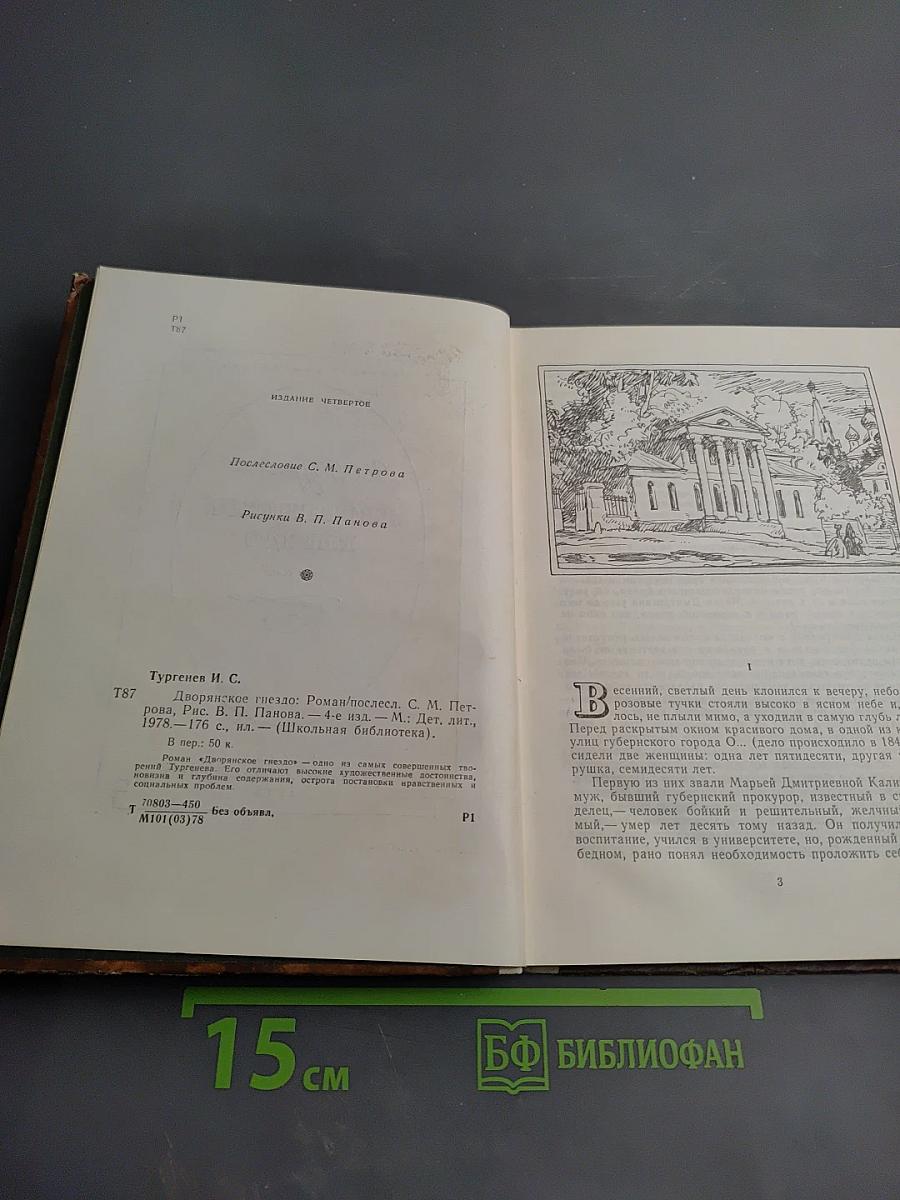 Р1
Т87
ИЗДАНИЕ ЧЕТВЕРТОЕ
Послесловие С. М. Петрова
Рисунки В. П. Панова
Тургенев И. С.
Т87 Дворянское гнездо: Роман/послесл. С. М. Пет-
рова, Рис. В. П. Панова. — 4-е изд. — М.: Дет. лит.,
1978.—176 с., ил. — (Школьная библиотека).
В пер.: 50 к.
Роман «Дворянское гнездо» — одно из самых совершенных тво-
рений Тургенева. Его отличают высокие художественные достоинства,
новизна и глубина содержания, острота постановки нравственных и
социальных проблем.
Т 70803—450 Без объявл.
М101(03)78
Р1
I
Весенний, светлый день клонился к вечеру, небо
розовые тучки стояли высоко в ясном небе и,
лось, не плыли мимо, а уходили в самую глубь л
Перед раскрытым окном красивого дома, в одной из к
улиц губернского города О... (дело происходило в 184
сидели две женщины: одна лет пятидесяти, другая
рушка, семидесяти лет.
Первую из них звали Марьей Дмитриевной Кали
муж, бывший губернский прокурор, известный в с
делец,— человек бойкий и решительный, желчны
мый,— умер лет десять тому назад. Он получи
воспитание, учился в университете, но, рожденный
бедном, рано понял необходимость проложить себ
3
15 см
БФ БИБЛИОФАН